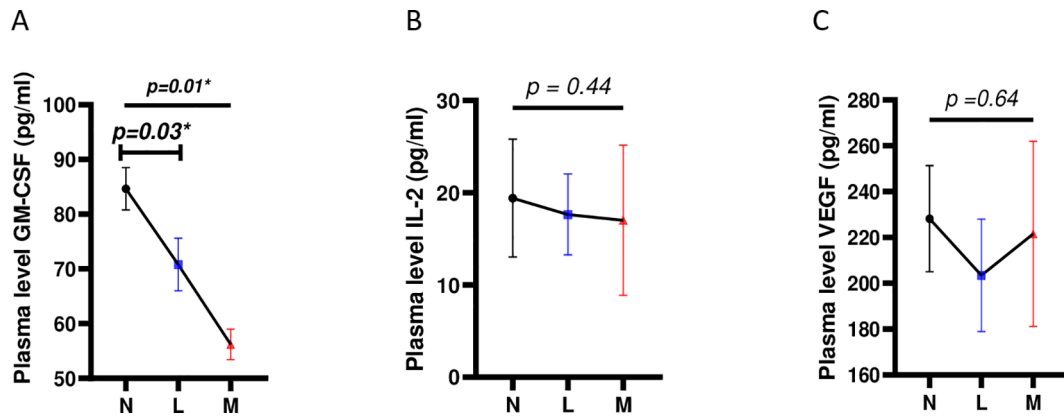 A
Plasma level GM-CSF (pg/ml)
p=0.01*
p=0.03*
100
90
80
70
60
50
N L M
B
Plasma level IL-2 (pg/ml)
p = 0.44
30
20
10
0
N L M
C
Plasma level VEGF (pg/ml)
p =0.64
280
260
240
220
200
180
160
N L M